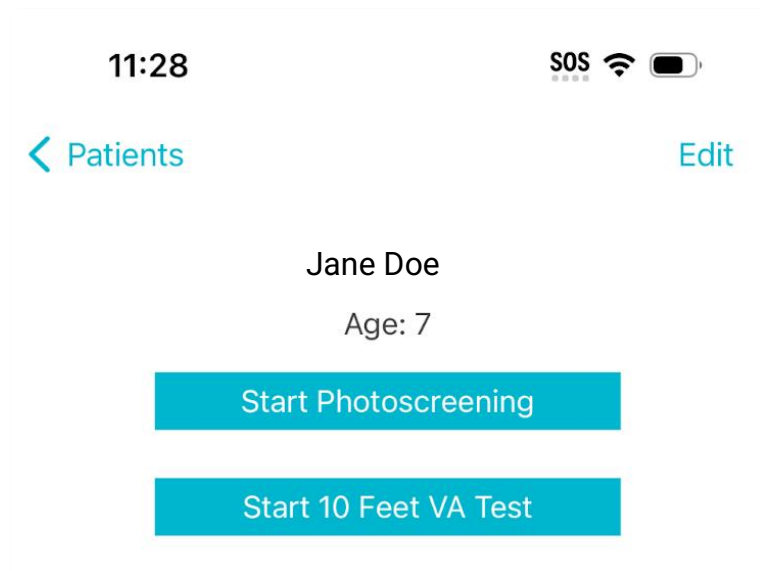 11:28 SOS
Patients Edit
Jane Doe
Age: 7
Start Photoscreening
Start 10 Feet VA Test